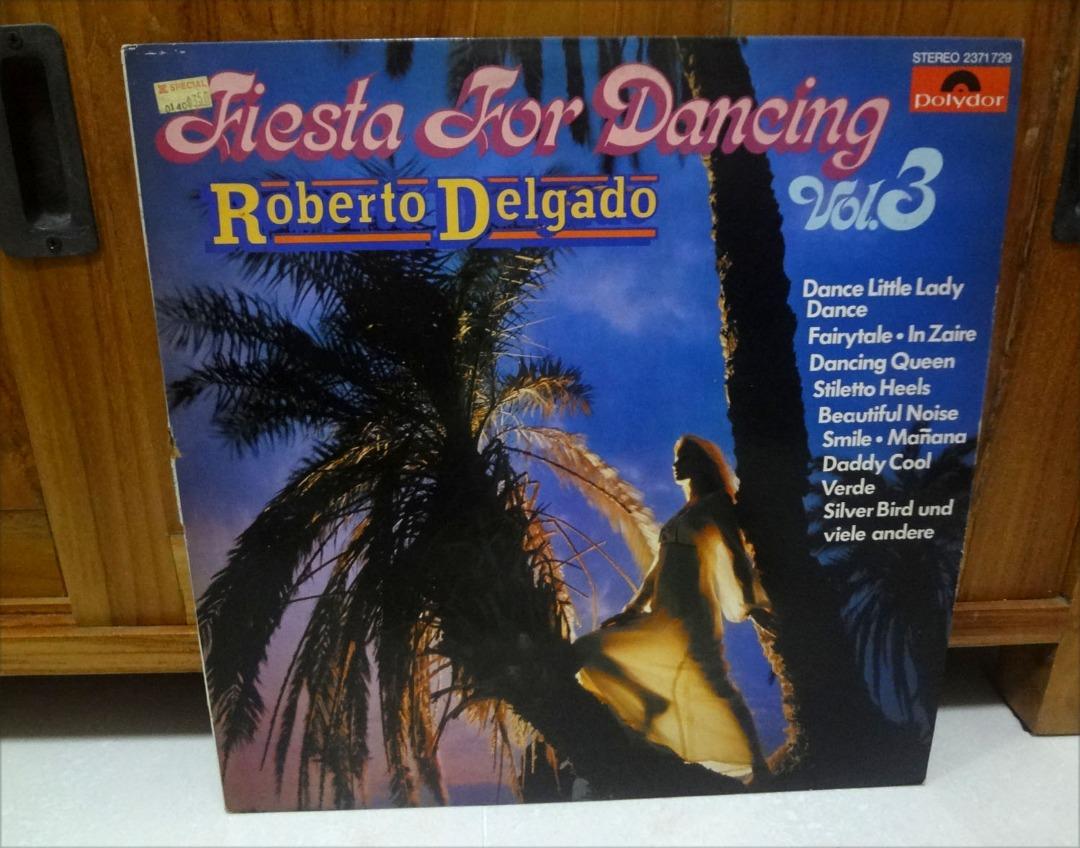 STEREO 2371 729
polydor
SPECIAL
Fiesta For Dancing
Vol.3
Roberto Delgado
Dance Little Lady
Dance
Fairytale • In Zaire
Dancing Queen
Stiletto Heels
Beautiful Noise
Smile • Mañana
Daddy Cool
Verde
Silver Bird und
viele andere